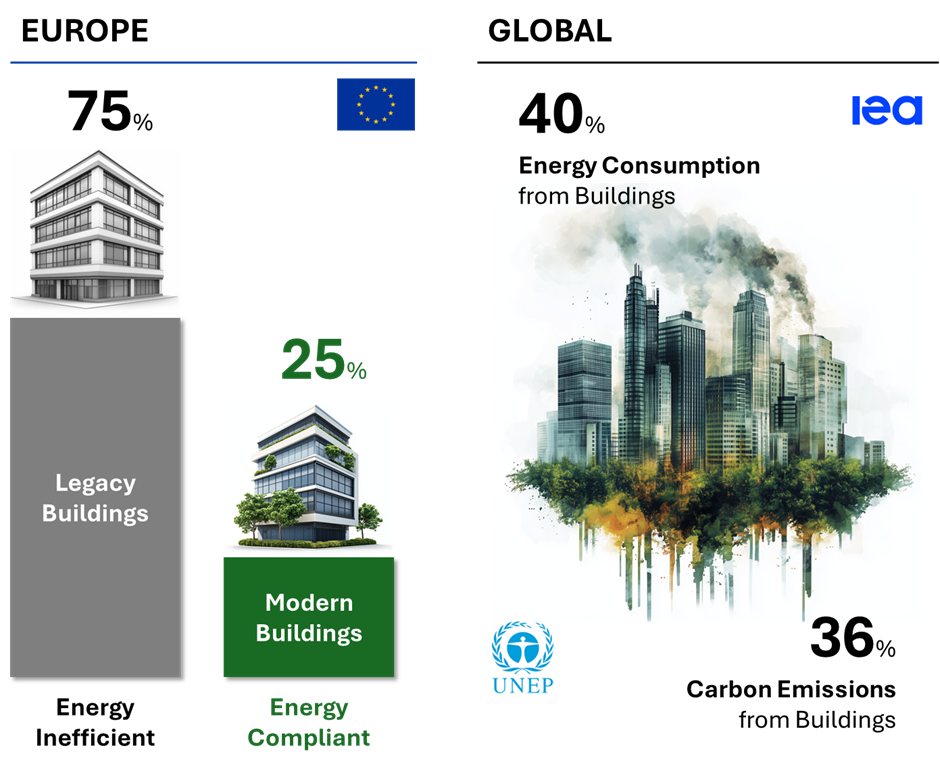 EUROPE
75%
Legacy
Buildings
Energy
Inefficient
25%
Modern
Buildings
Energy
Compliant
GLOBAL
40%
iea
Energy Consumption
from Buildings
UNEP
36%
Carbon Emissions
from Buildings